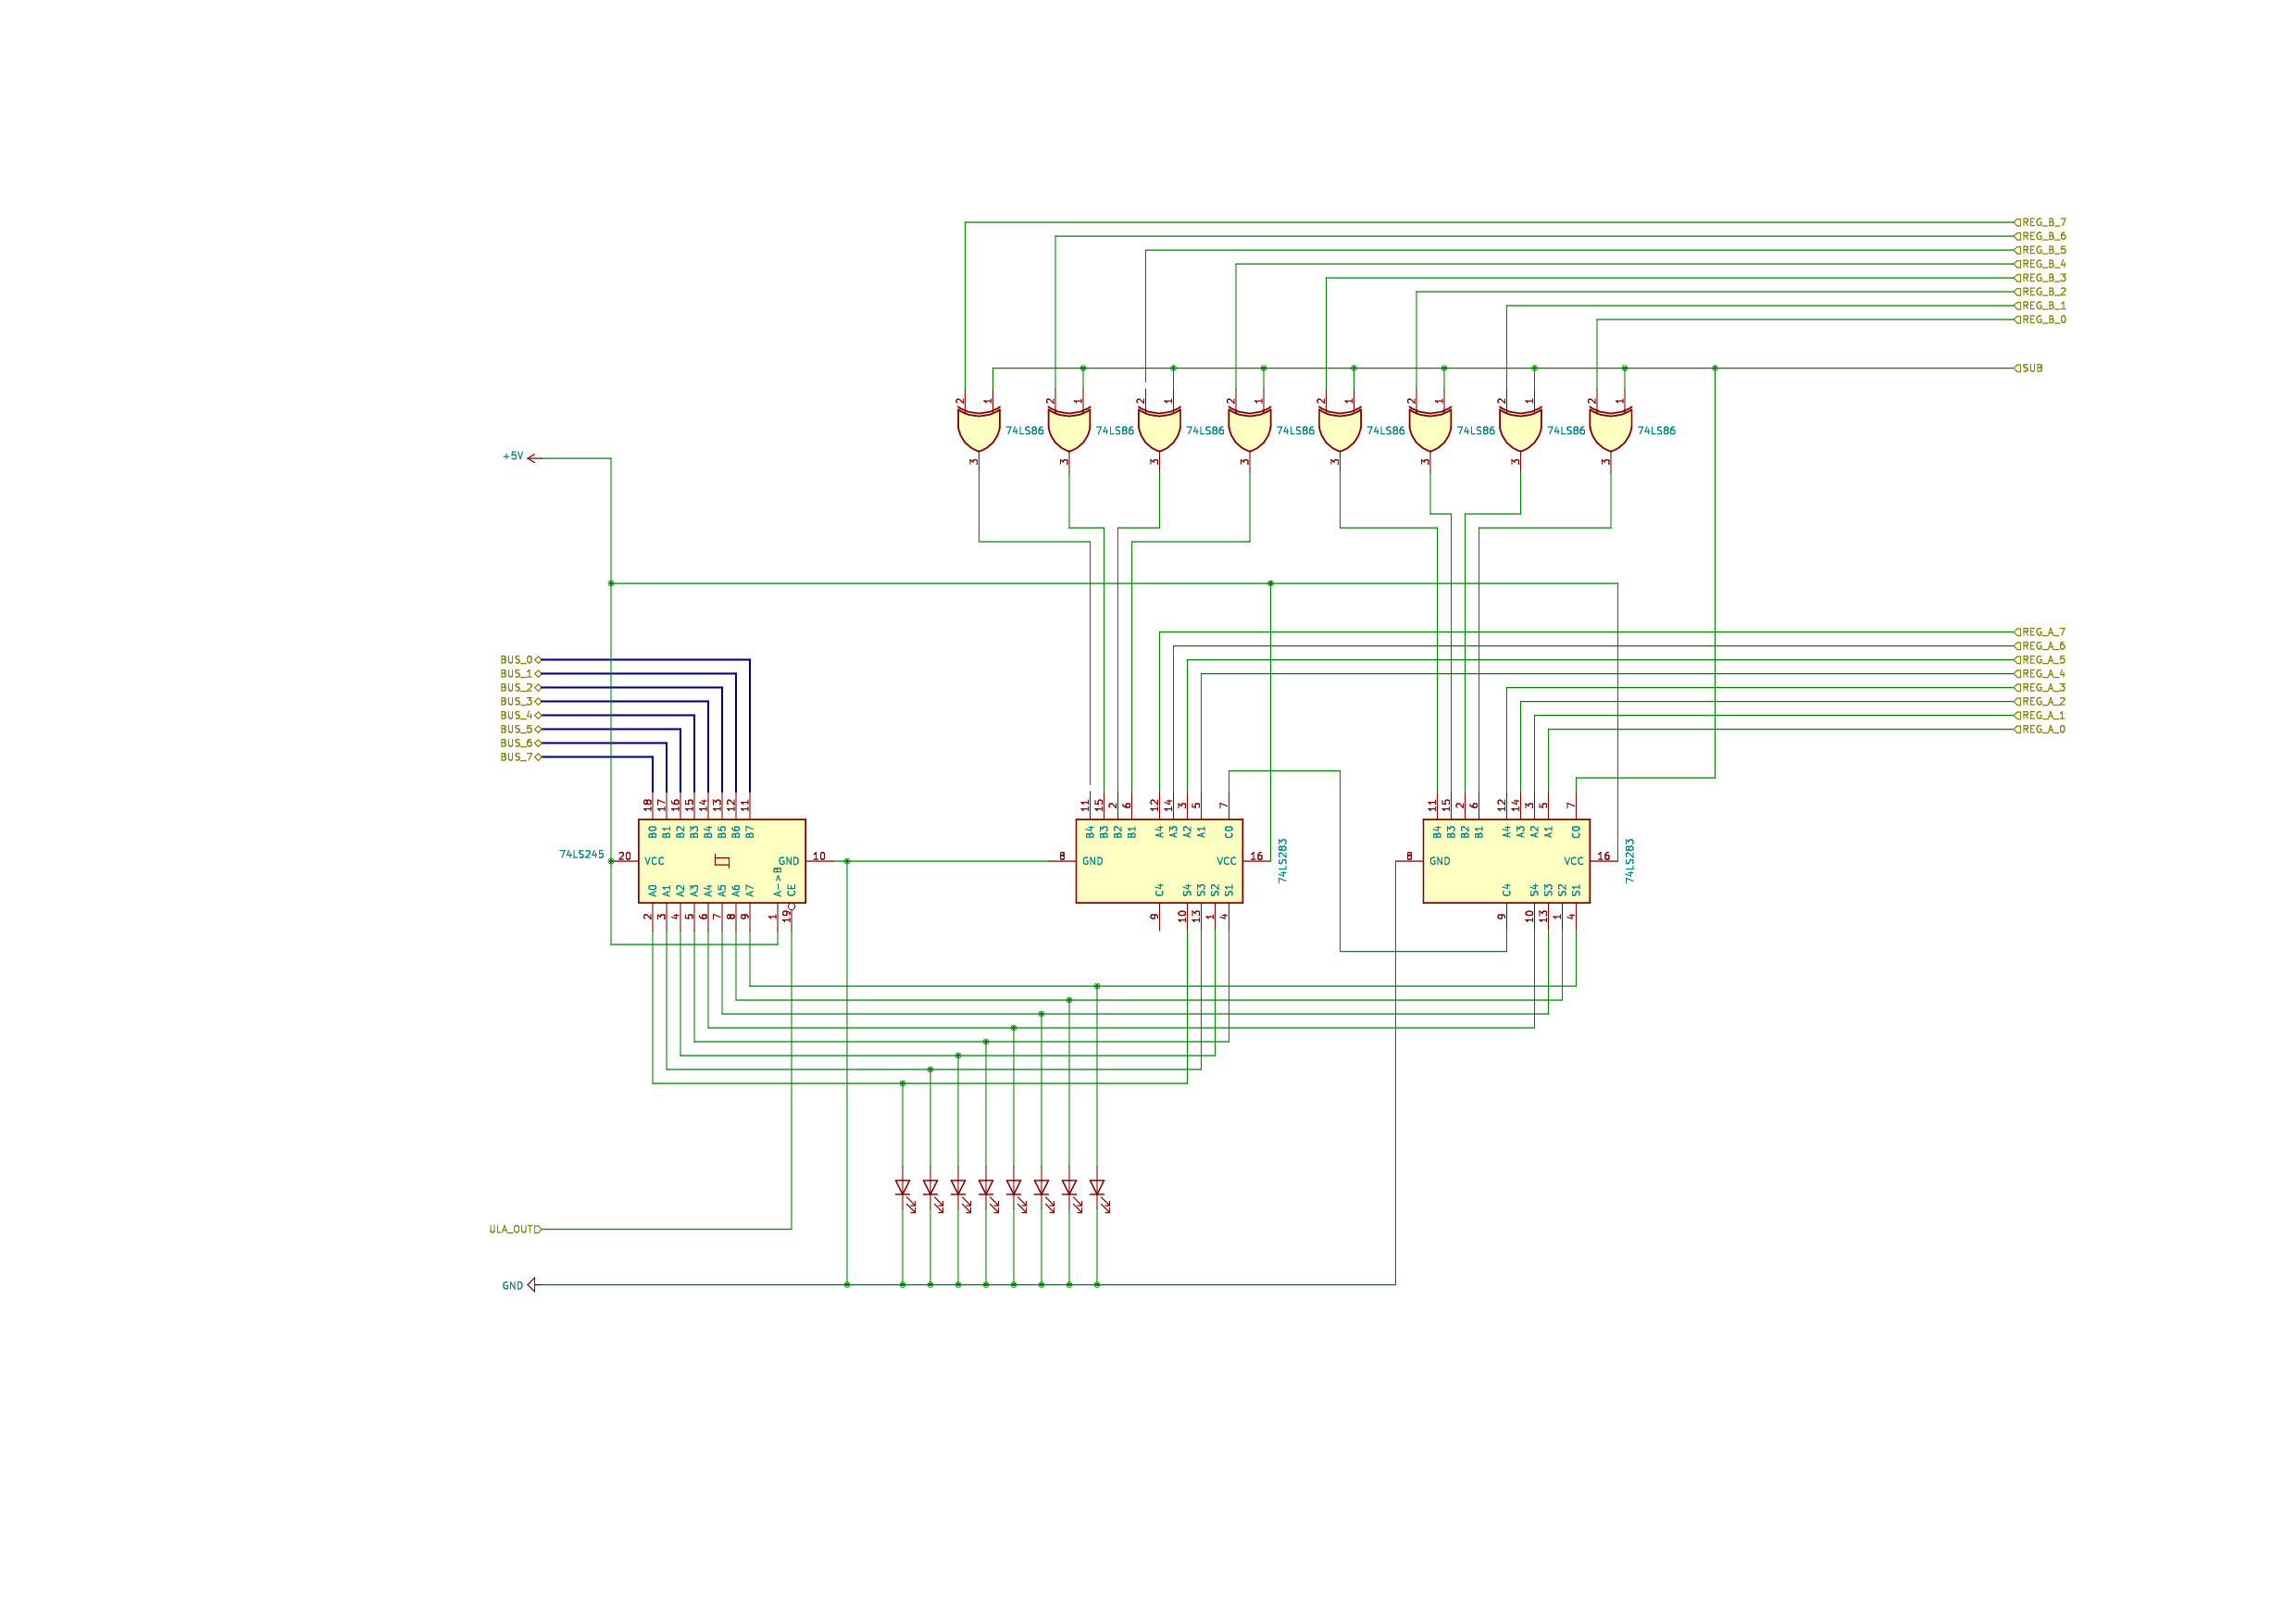 REG_B_7
REG_B_6
REG_B_5
REG_B_4
REG_B_3
REG_B_2
REG_B_1
REG_B_0
SUB
2 1 2 1 2 1 2 1 2 1 2 1 2 1 2 1
74LS86 74LS86 74LS86 74LS86 74LS86 74LS86 74LS86 74LS86
3 3 3 3 3 3 3 3
+5V
REG_A_7
REG_A_6
REG_A_5
REG_A_4
REG_A_3
REG_A_2
REG_A_1
REG_A_0
BUS_0
BUS_1
BUS_2
BUS_3
BUS_4
BUS_5
BUS_6
BUS_7
18 17 16 15 14 13 12 11
B0 B1 B2 B3 B4 B5 B6 B7
74LS245
20 VCC GND 10
A->B CE
A0 A1 A2 A3 A4 A5 A6 A7
2 3 4 5 6 7 8 9 1 19
11 15 2 6 12 14 3 5 7
B4 B3 B2 B1 A4 A3 A2 A1 C0
8 GND VCC 16
74LS283
C4 S4 S3 S2 S1
9 10 13 1 4
11 15 2 6 12 14 3 5 7
B4 B3 B2 B1 A4 A3 A2 A1 C0
8 GND VCC 16
74LS283
C4 S4 S3 S2 S1
9 10 13 1 4
ULA_OUT
GND